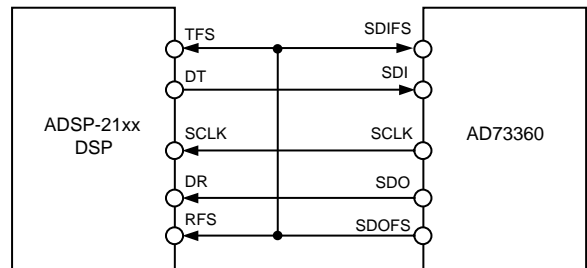 TFS SDIFS
DT SDI
ADSP-21xx
DSP
SCLK SCLK
AD73360
DR SDO
RFS SDOFS